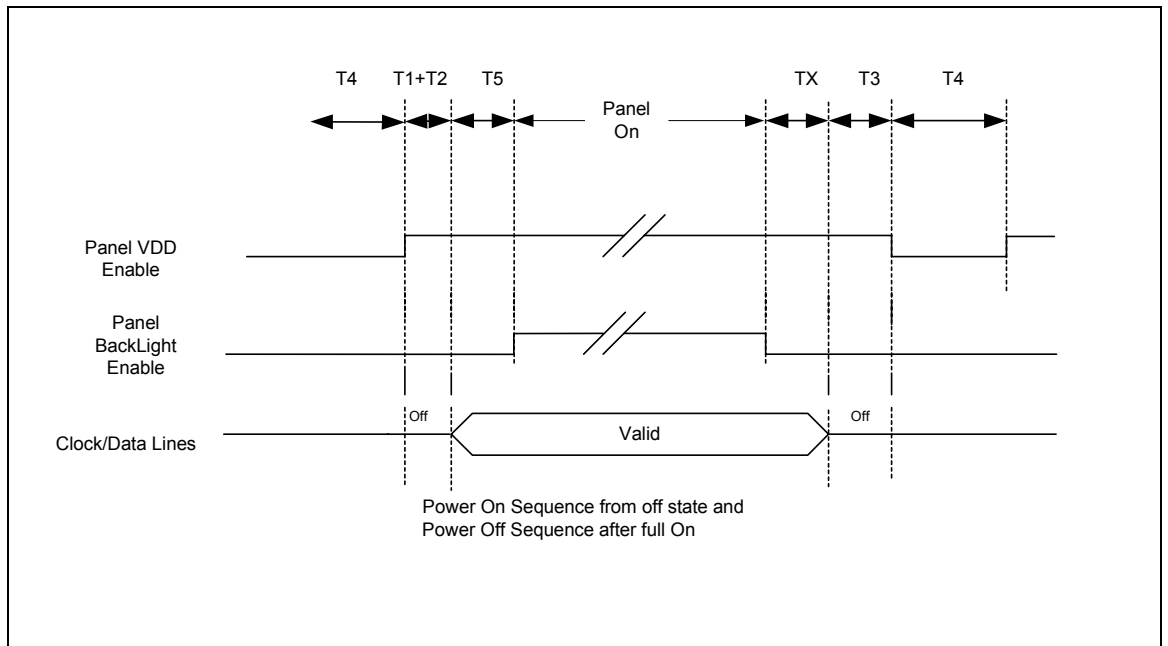 T4 T1+T2 T5 TX T3 T4
Panel
On
Panel VDD
Enable
Panel
BackLight
Enable
Off Off
Clock/Data Lines Valid
Power On Sequence from off state and
Power Off Sequence after full On